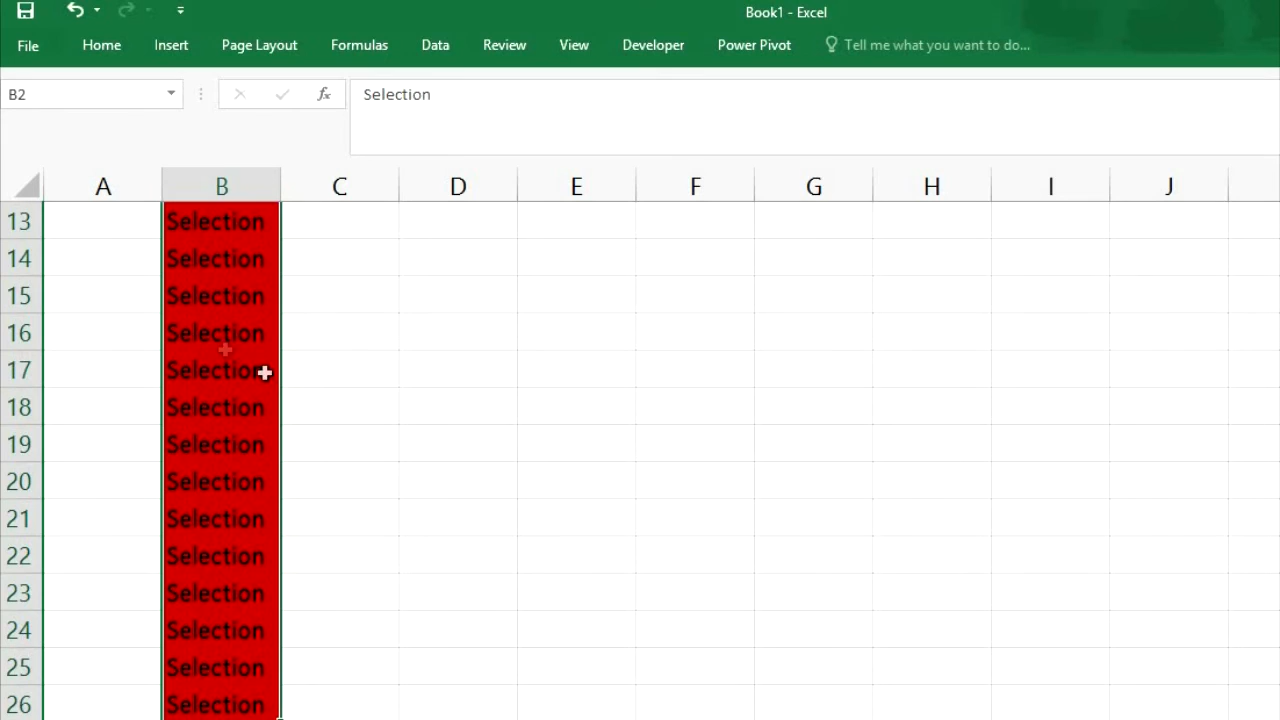 Book1 - Excel
File Home Insert Page Layout Formulas Data Review View Developer Power Pivot Tell me what you want to do...
B2 fx Selection
A B C D E F G H I J
13 Selection
14 Selection
15 Selection
16 Selection
17 Selection
18 Selection
19 Selection
20 Selection
21 Selection
22 Selection
23 Selection
24 Selection
25 Selection
26 Selection